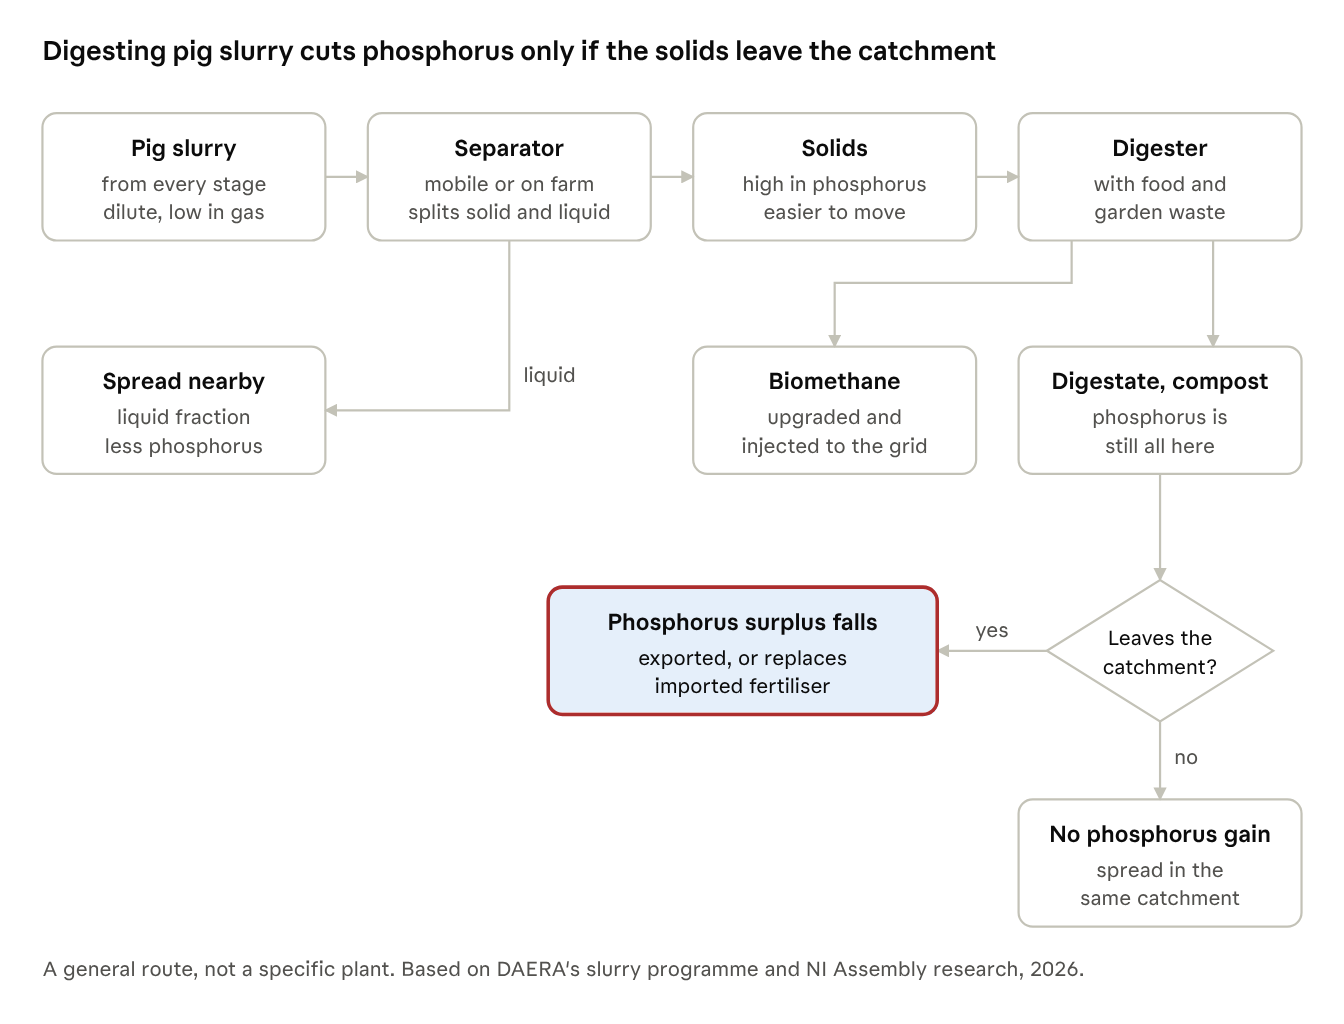 Digesting pig slurry cuts phosphorus only if the solids leave the catchment
Pig slurry
from every stage
dilute, low in gas
Separator
mobile or on farm
splits solid and liquid
Solids
high in phosphorus
easier to move
Digester
with food and
garden waste
Spread nearby
liquid fraction
less phosphorus
liquid
Biomethane
upgraded and
injected to the grid
Digestate, compost
phosphorus is
still all here
Phosphorus surplus falls
exported, or replaces
imported fertiliser
yes
Leaves the
catchment?
no
No phosphorus gain
spread in the
same catchment
A general route, not a specific plant. Based on DAERA's slurry programme and NI Assembly research, 2026.